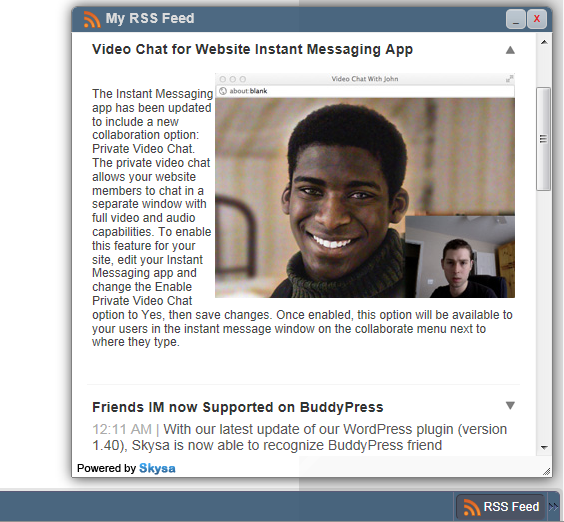 My RSS Feed
_ X
Video Chat for Website Instant Messaging App
Video Chat With John
about:blank
The Instant Messaging
app has been updated
to include a new
collaboration option:
Private Video Chat.
The private video chat
allows your website
members to chat in a
separate window with
full video and audio
capabilities. To enable
this feature for your
site, edit your Instant
Messaging app and
change the Enable
Private Video Chat
option to Yes, then save changes. Once enabled, this option will be available to
your users in the instant message window on the collaborate menu next to
where they type.
Friends IM now Supported on BuddyPress
12:11 AM | With our latest update of our WordPress plugin (version
1.40), Skysa is now able to recognize BuddyPress friend
Powered by Skysa
RSS Feed